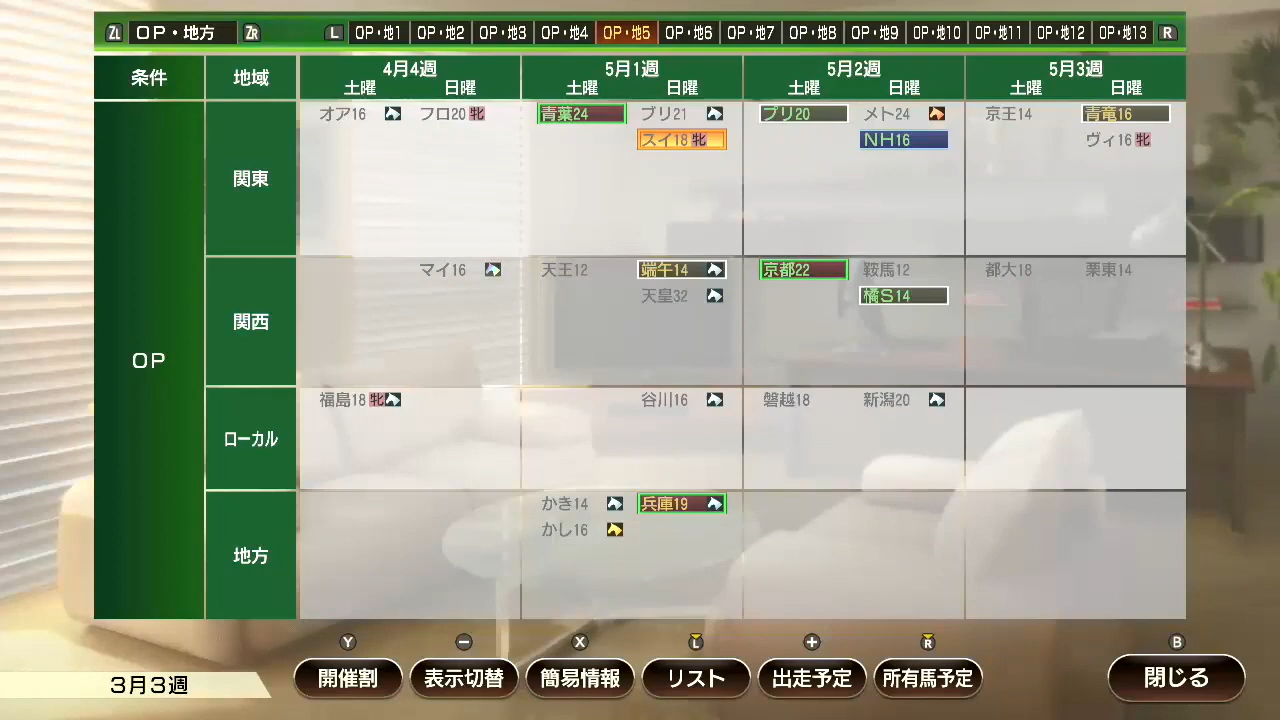 ZL OP・地方 ZR L OP・地1 OP・地2 OP・地3 OP・地4 OP・地5 OP・地6 OP・地7 OP・地8 OP・地9 OP・地10 OP・地11 OP・地12 OP・地13 R
条件 地域 4月4週 5月1週 5月2週 5月3週
土曜 日曜 土曜 日曜 土曜 日曜 土曜 日曜
オア16 フロ20 牝 青葉24 ブリ21 プリ20 メト24 京王14 青竜16
スイ18 牝 NH16 ヴィ16 牝
関東
マイ16 天王12 端午14 京都22 鞍馬12 都大18 栗東14
天皇32 橘S14
関西
OP
福島18 牝 谷川16 磐越18 新潟20
ローカル
かき14 兵庫19
かし16
地方
Y − X L + R B
開催割 表示切替 簡易情報 リスト 出走予定 所有馬予定 閉じる
3月3週